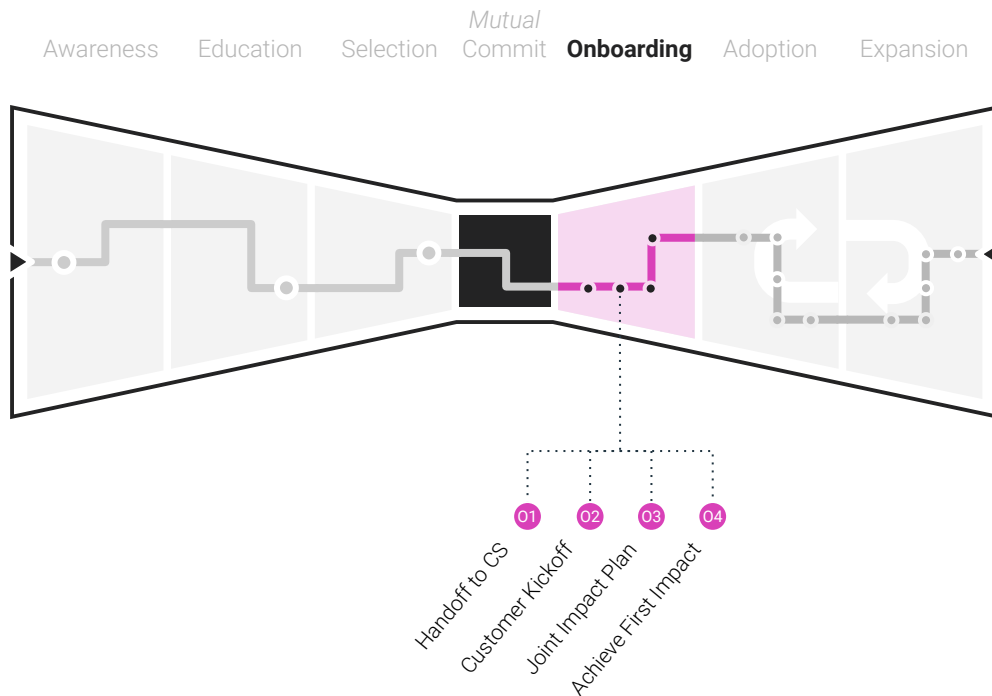 Mutual
Awareness Education Selection Commit Onboarding Adoption Expansion
01 02 03 04
Handoff to CS
Customer Kickoff
Joint Impact Plan
Achieve First Impact